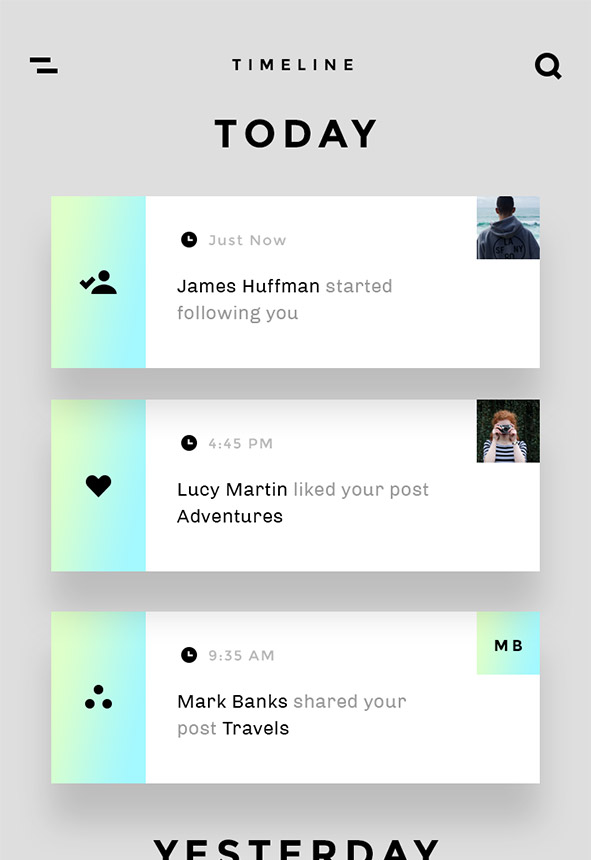 TIMELINE
TODAY
Just Now
James Huffman started
following you
4:45 PM
Lucy Martin liked your post
Adventures
9:35 AM
MB
Mark Banks shared your
post Travels
YESTERDAY